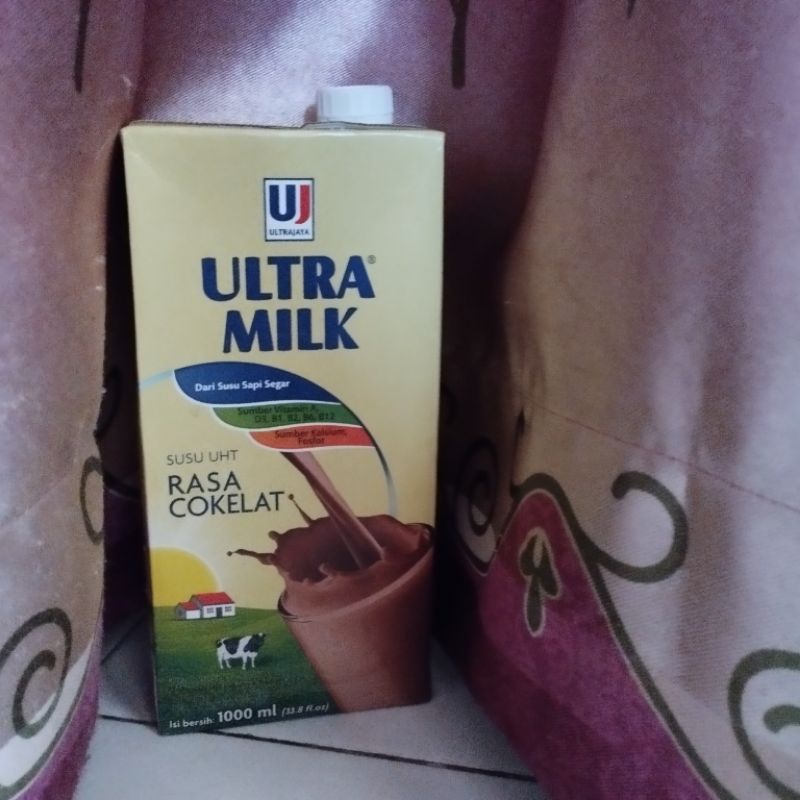 UJ
ULTRAJAYA
ULTRA®
MILK
Dari Susu Sapi Segar
Sumber Vitamin A,
D3, B1, B2, B6, B12
Sumber Kalsium,
Fosfor
SUSU UHT
RASA
COKELAT
Isi bersih: 1000 ml (33.8 fl.oz)